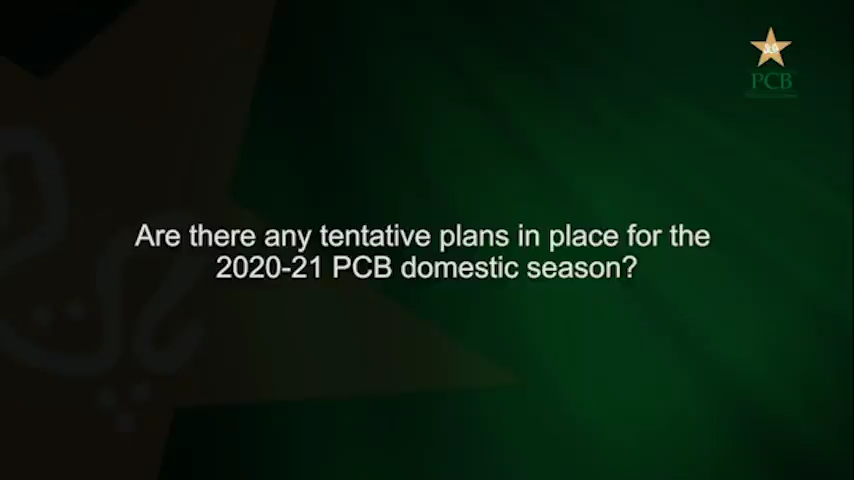 PCB
Are there any tentative plans in place for the
2020-21 PCB domestic season?